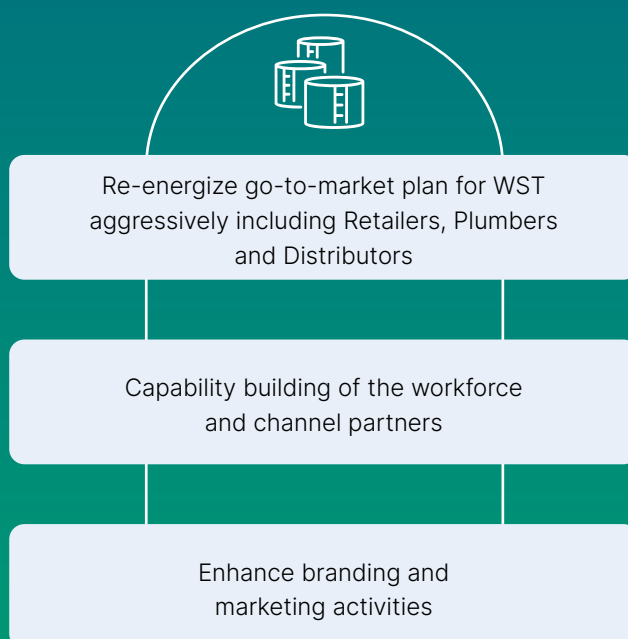 Re-energize go-to-market plan for WST
aggressively including Retailers, Plumbers
and Distributors
Capability building of the workforce
and channel partners
Enhance branding and
marketing activities